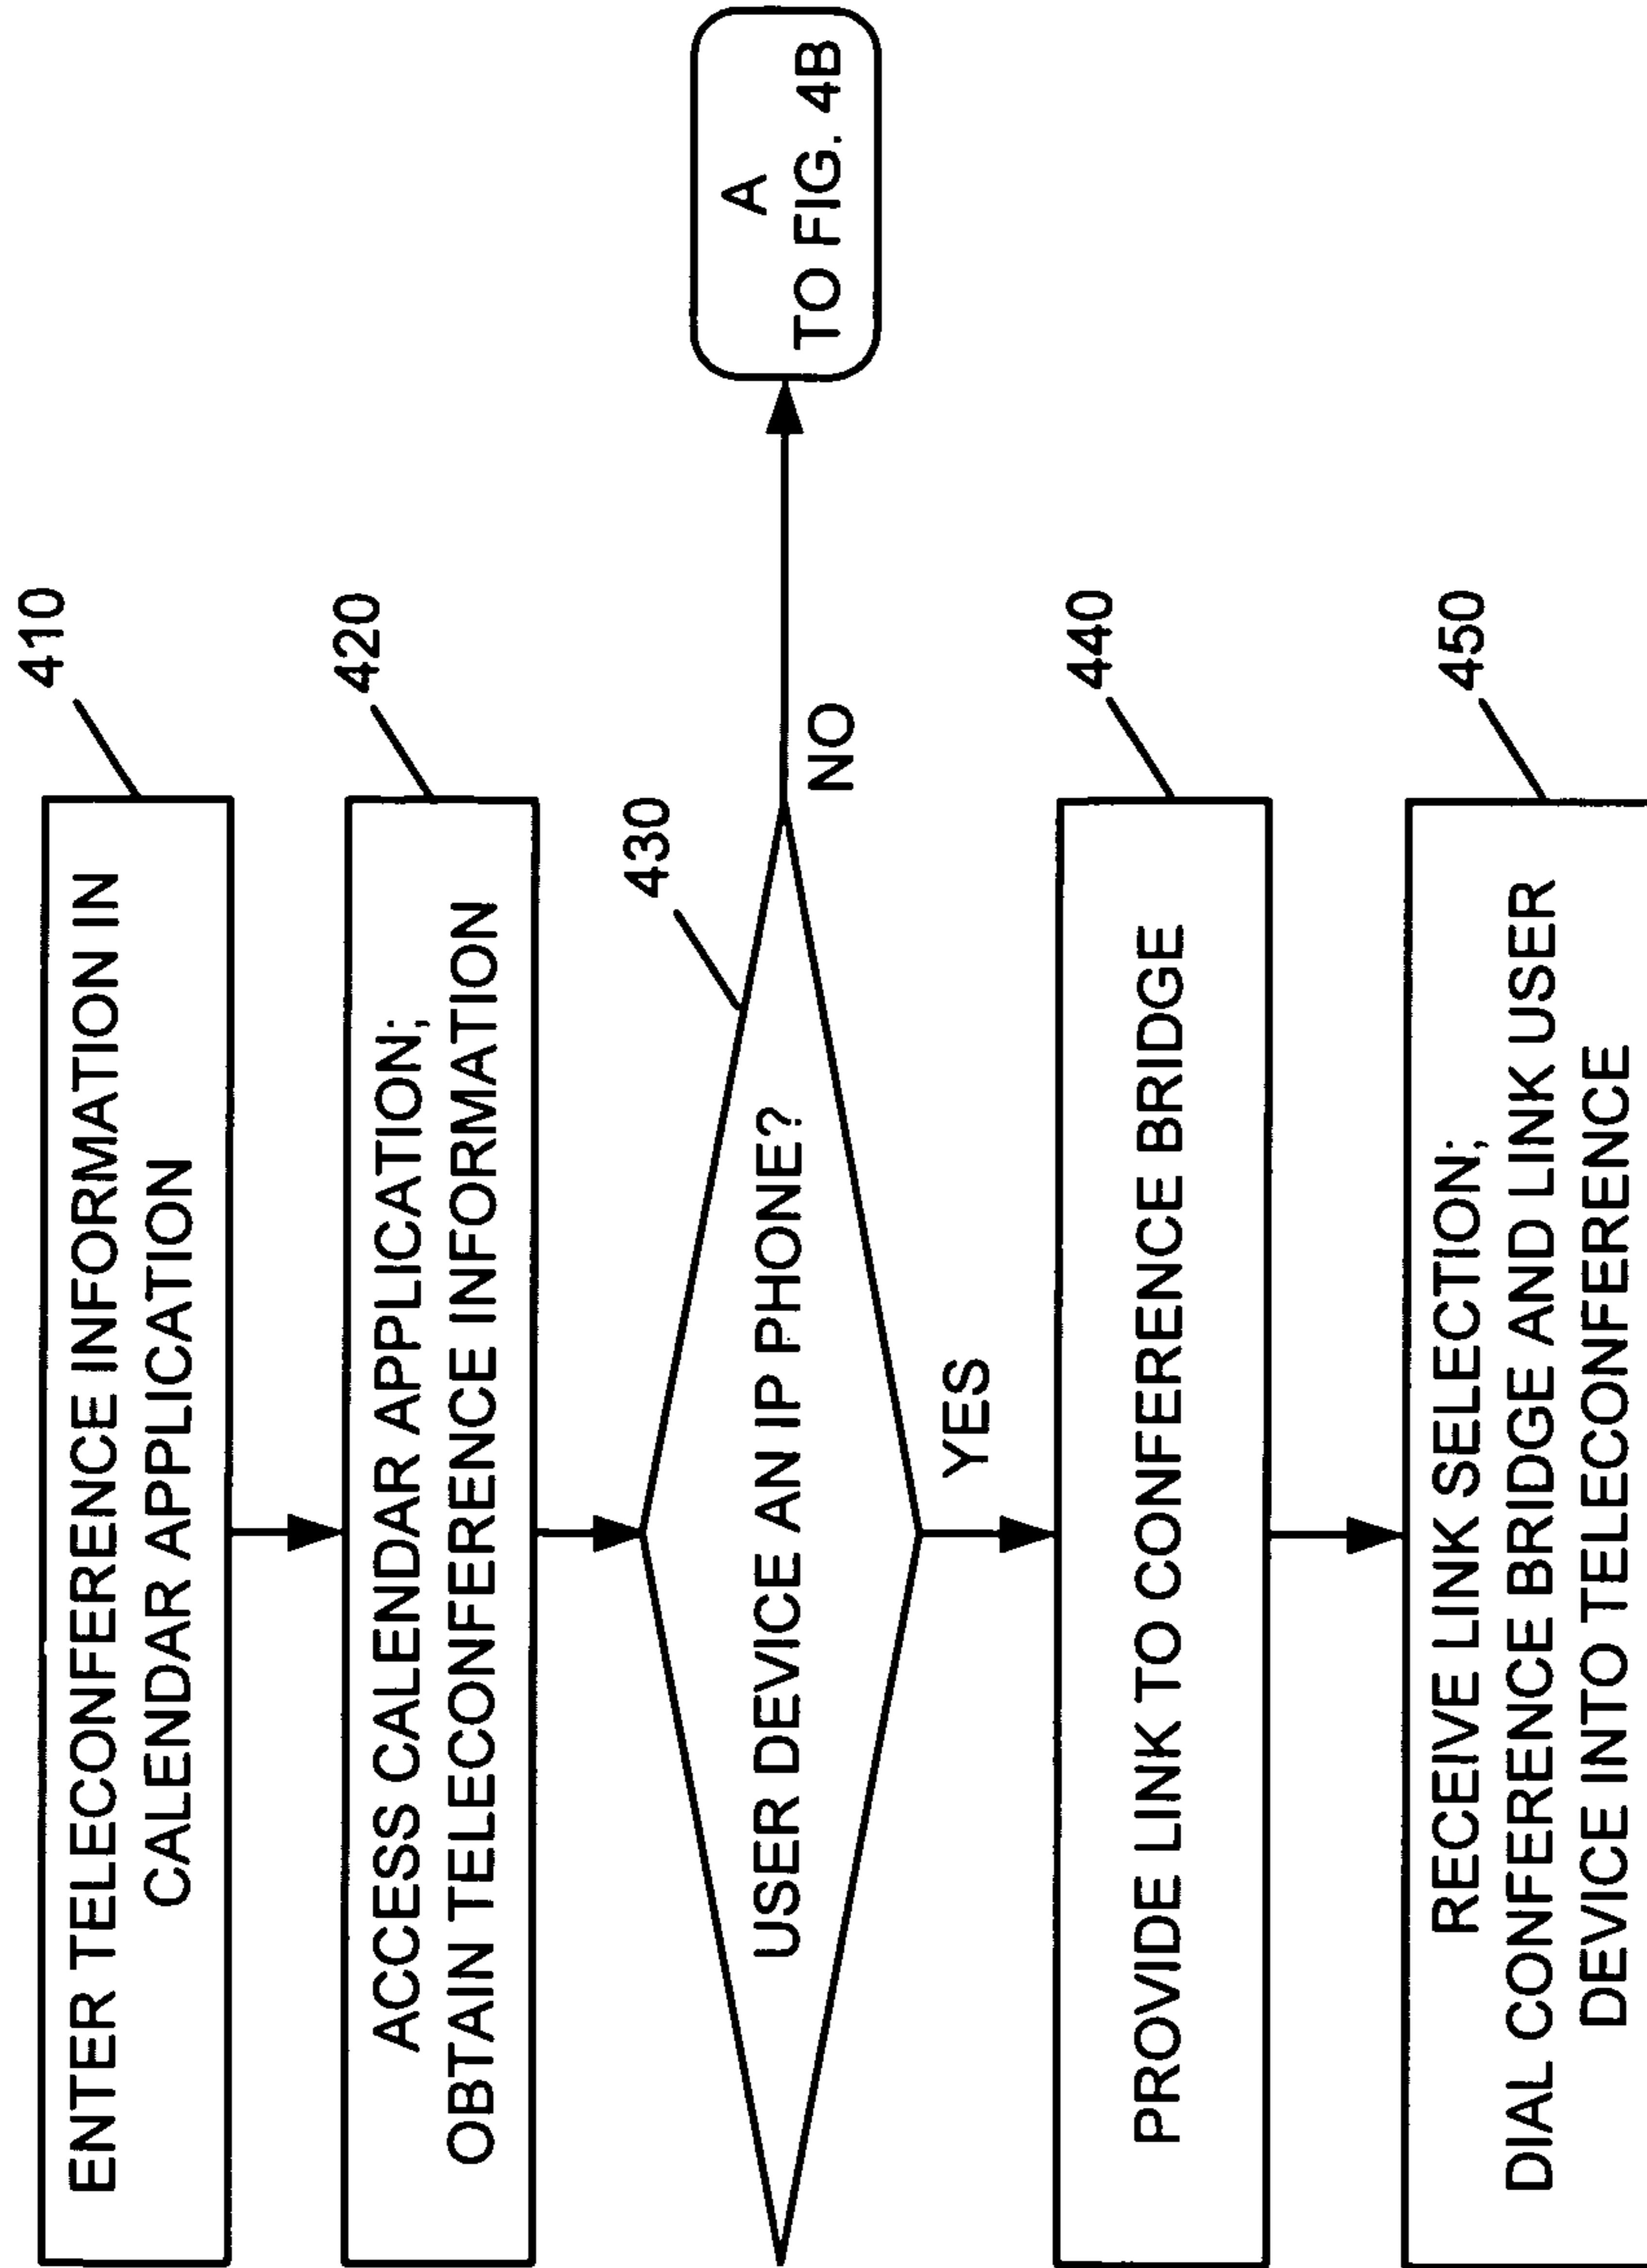 ENTER TELECONFERENCE INFORMATION IN
CALENDAR APPLICATION
410
ACCESS CALENDAR APPLICATION;
OBTAIN TELECONFERENCE INFORMATION
420
USER DEVICE AN IP PHONE?
430
NO
A
TO FIG. 4B
YES
PROVIDE LINK TO CONFERENCE BRIDGE
440
RECEIVE LINK SELECTION;
DIAL CONFERENCE BRIDGE AND LINK USER
DEVICE INTO TELECONFERENCE
450